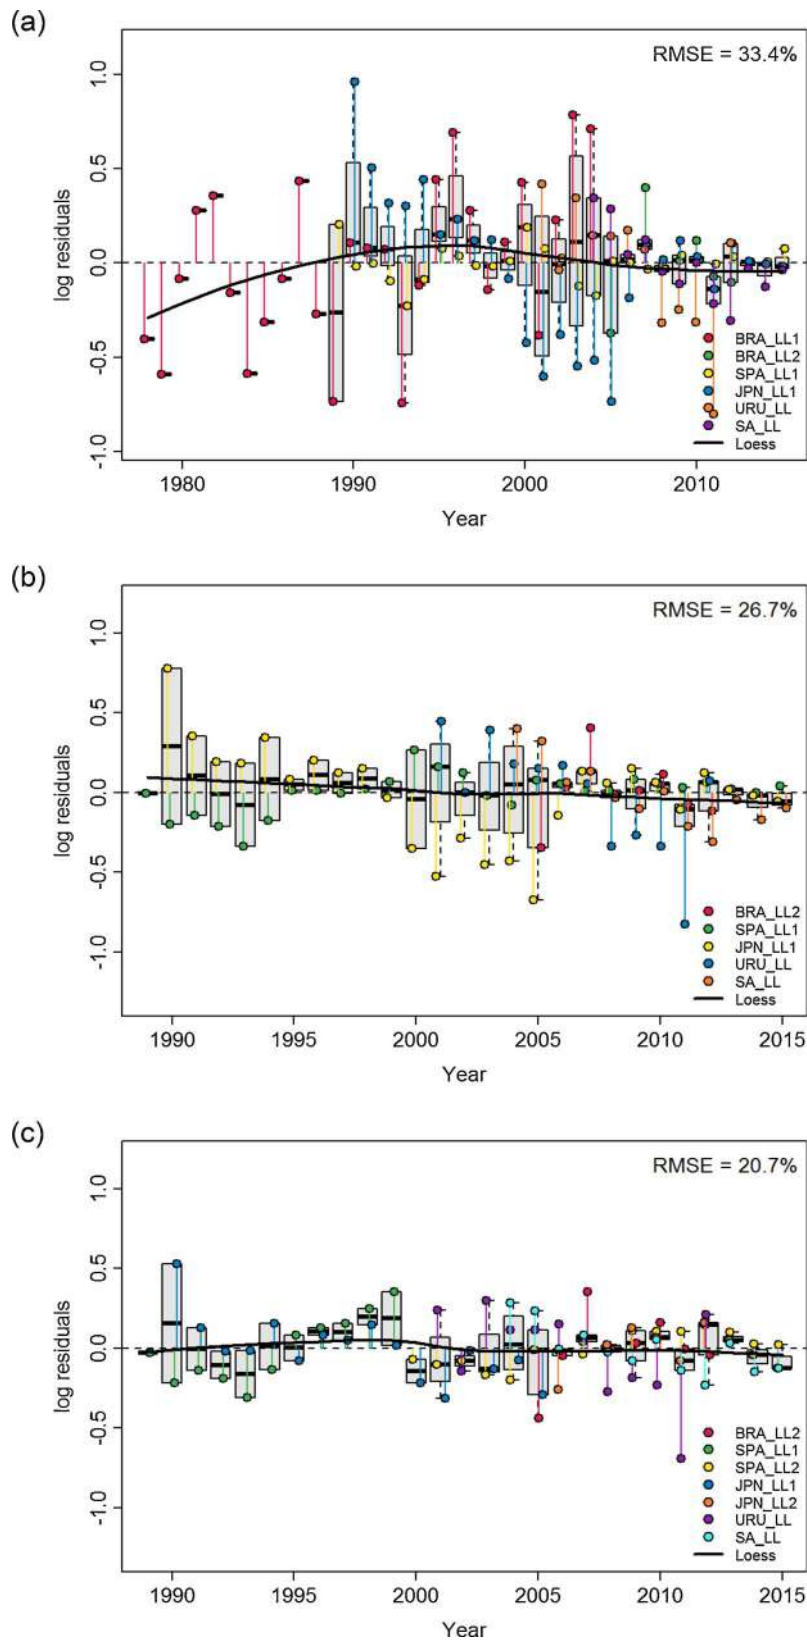 (a)
RMSE = 33.4%
1.0
0.5
0.0
-0.5
-1.0
log residuals
BRA_LL1
BRA_LL2
SPA_LL1
JPN_LL1
URU_LL
SA_LL
Loess
1980
1990
2000
2010
Year
(b)
RMSE = 26.7%
1.0
0.5
0.0
-0.5
-1.0
log residuals
BRA_LL2
SPA_LL1
JPN_LL1
URU_LL
SA_LL
Loess
1990
1995
2000
2005
2010
2015
Year
(c)
RMSE = 20.7%
1.0
0.5
0.0
-0.5
-1.0
log residuals
BRA_LL2
SPA_LL1
SPA_LL2
JPN_LL1
JPN_LL2
URU_LL
SA_LL
Loess
1990
1995
2000
2005
2010
2015
Year